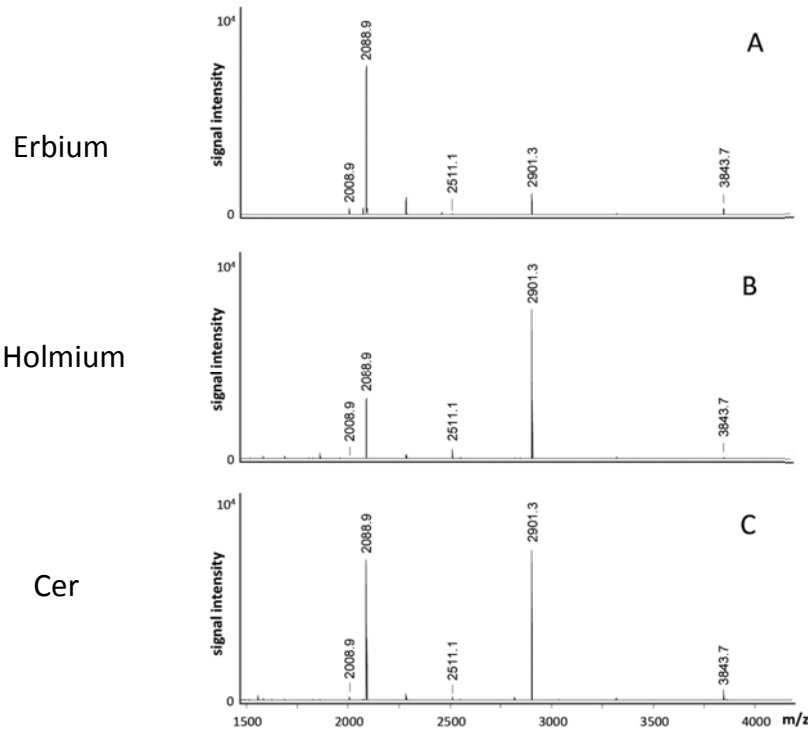 Erbium
signal intensity
10⁴
0
2008.9
2088.9
2511.1
2901.3
3843.7
A
Holmium
signal intensity
10⁴
0
2008.9
2088.9
2511.1
2901.3
3843.7
B
Cer
signal intensity
10⁴
0
2008.9
2088.9
2511.1
2901.3
3843.7
C
1500 2000 2500 3000 3500 4000 m/z